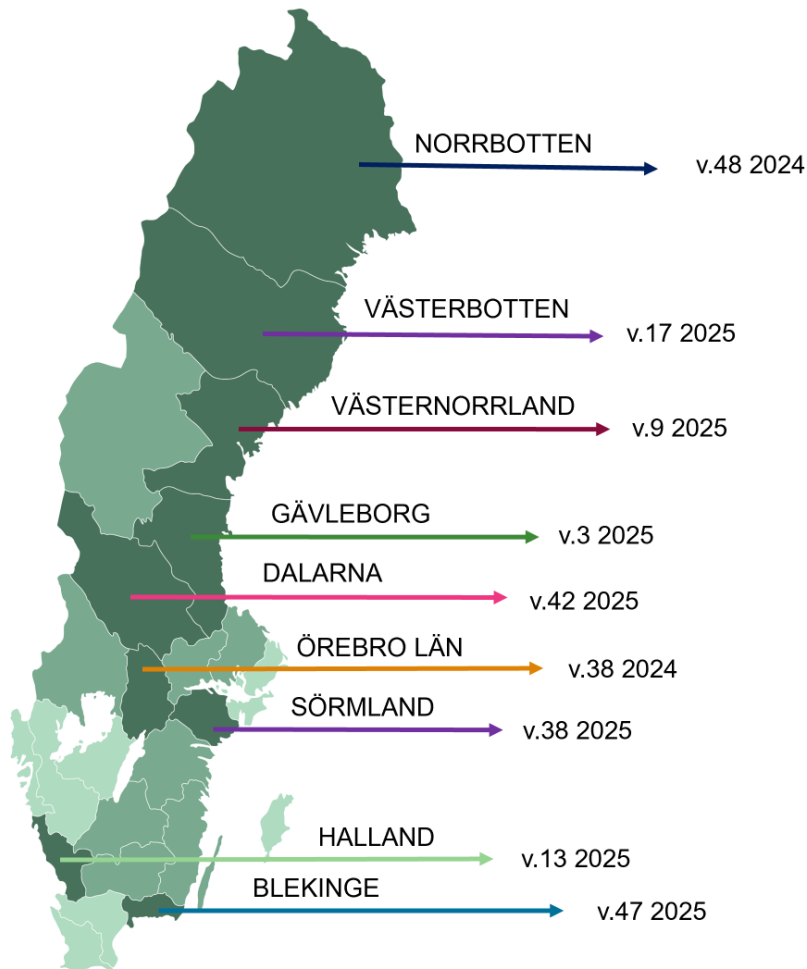 NORRBOTTEN
v.48 2024
VÄSTERBOTTEN
v.17 2025
VÄSTERNORRLAND
v.9 2025
GÄVLEBORG
v.3 2025
DALARNA
v.42 2025
ÖREBRO LÄN
v.38 2024
SÖRMLAND
v.38 2025
HALLAND
v.13 2025
BLEKINGE
v.47 2025